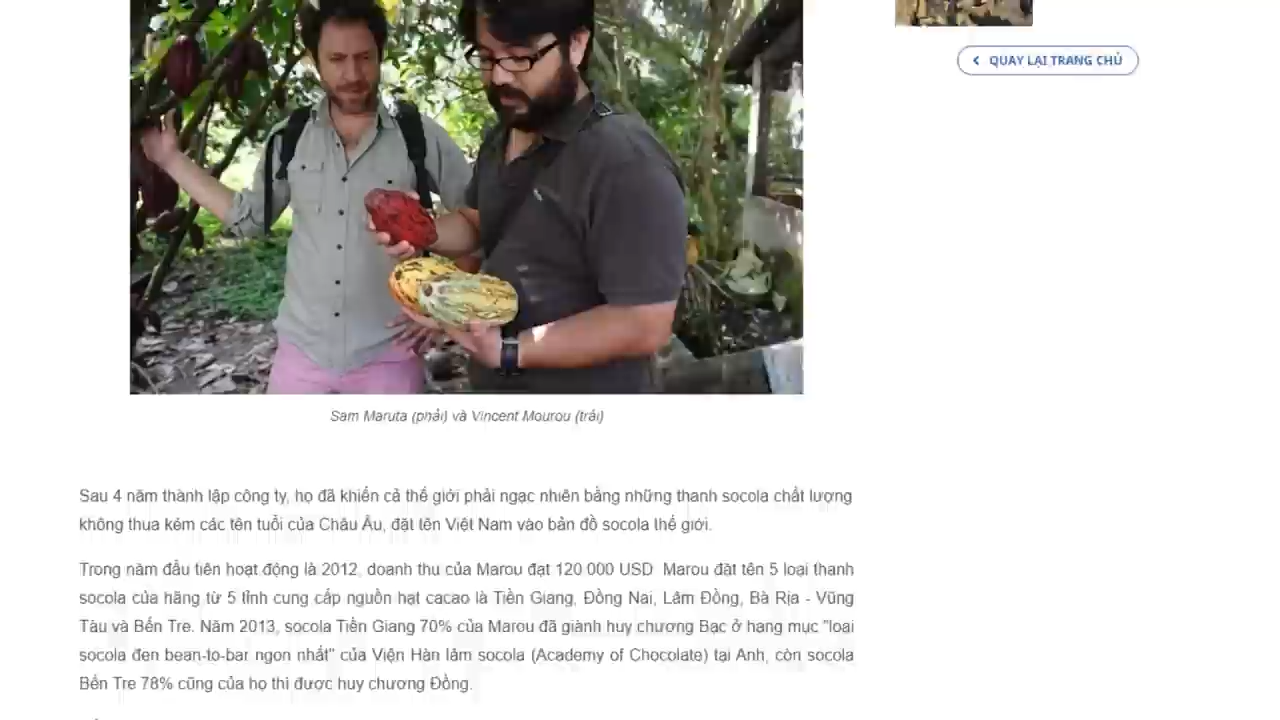 QUAY LẠI TRANG CHỦ
Sam Maruta (phải) và Vincent Mourou (trái)
Sau 4 năm thành lập công ty, họ đã khiến cả thế giới phải ngạc nhiên bằng những thanh socola chất lượng
không thua kém các tên tuổi của Châu Âu, đặt tên Việt Nam vào bản đồ socola thế giới.
Trong năm đầu tiên hoạt động là 2012, doanh thu của Marou đạt 120 000 USD Marou đặt tên 5 loại thanh
socola của hãng từ 5 tỉnh cung cấp nguồn hạt cacao là Tiền Giang, Đồng Nai, Lâm Đồng, Bà Rịa - Vũng
Tàu và Bến Tre. Năm 2013, socola Tiền Giang 70% của Marou đã giành huy chương Bạc ở hạng mục "loại
socola đen bean-to-bar ngon nhất" của Viện Hàn lâm socola (Academy of Chocolate) tại Anh, còn socola
Bến Tre 78% cũng của họ thì được huy chương Đồng.